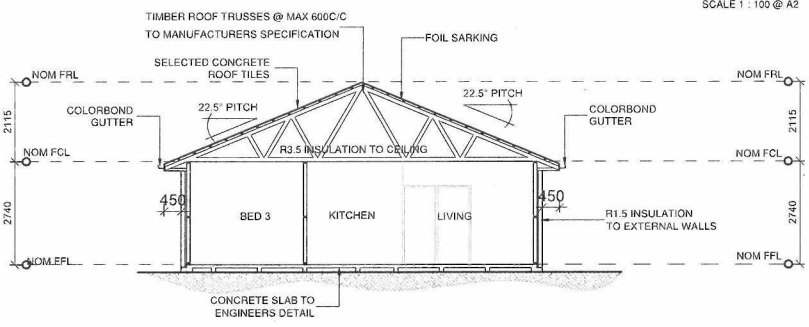 SCALE 1 : 100 @ A2
TIMBER ROOF TRUSSES @ MAX 600C/C
TO MANUFACTURERS SPECIFICATION
FOIL SARKING
SELECTED CONCRETE
ROOF TILES
NOM FRL
NOM FRL
22.5° PITCH
22.5° PITCH
COLORBOND
GUTTER
COLORBOND
GUTTER
2115
2115
NOM FCL
NOM FCL
R3.5 INSULATION TO CEILING
450
450
2740
2740
BED 3
KITCHEN
LIVING
R1.5 INSULATION
TO EXTERNAL WALLS
NOM FFL
NOM FFL
CONCRETE SLAB TO
ENGINEERS DETAIL